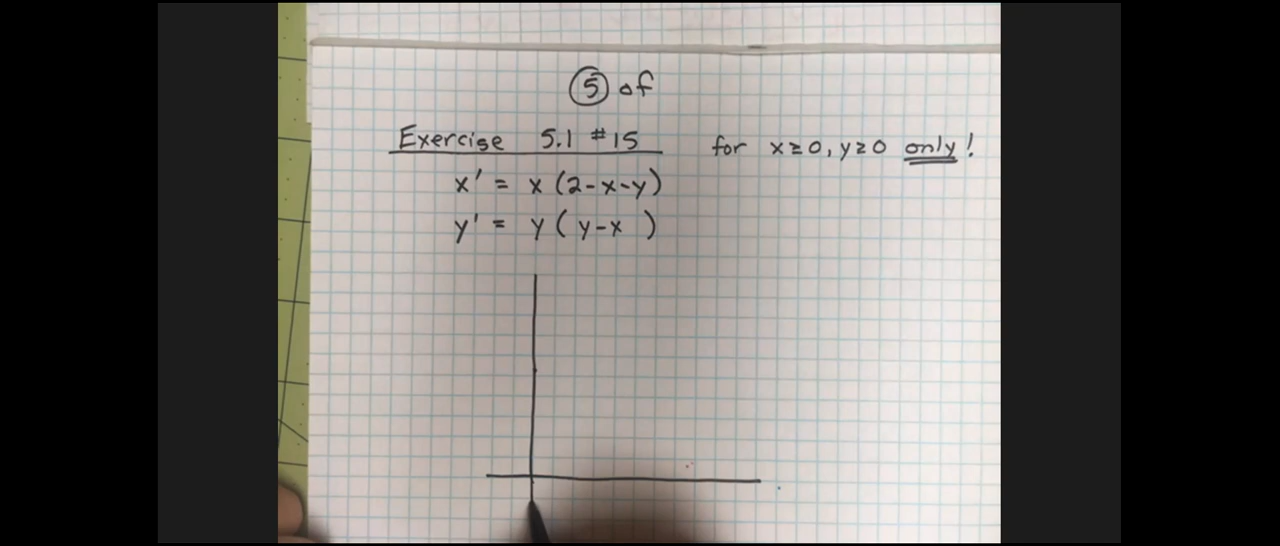 ⑤ of
Exercise 5.1 #15 for x≥0, y≥0 only!
x' = x (2-x-y)
y' = y ( y-x )